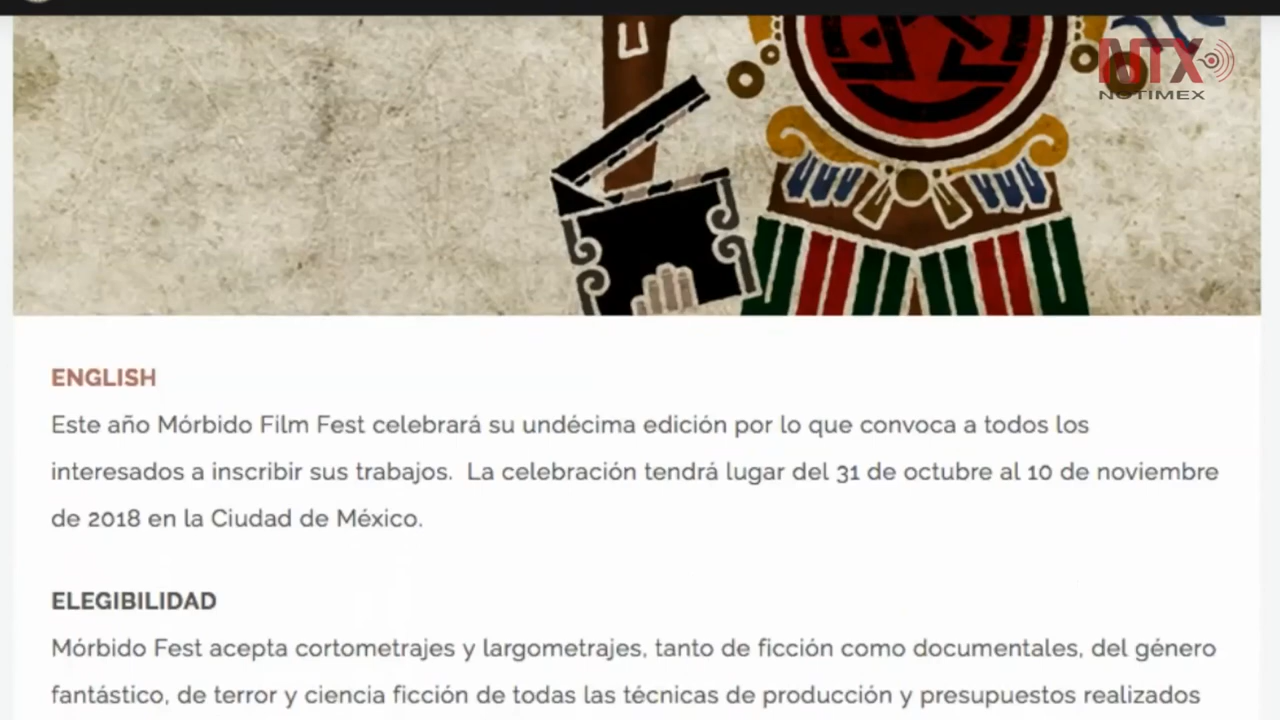 NTX
NOTIMEX
ENGLISH
Este año Mórbido Film Fest celebrará su undécima edición por lo que convoca a todos los
interesados a inscribir sus trabajos. La celebración tendrá lugar del 31 de octubre al 10 de noviembre
de 2018 en la Ciudad de México.
ELEGIBILIDAD
Mórbido Fest acepta cortometrajes y largometrajes, tanto de ficción como documentales, del género
fantástico, de terror y ciencia ficción de todas las técnicas de producción y presupuestos realizados